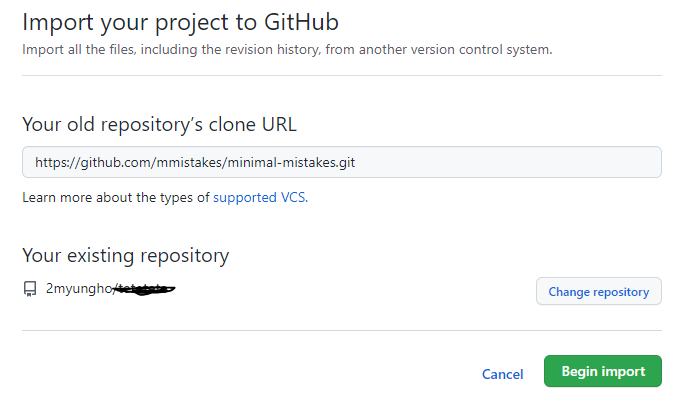 Import your project to GitHub
Import all the files, including the revision history, from another version control system.
Your old repository's clone URL
https://github.com/mmistakes/minimal-mistakes.git
Learn more about the types of supported VCS.
Your existing repository
2myungho/
Change repository
Cancel
Begin import